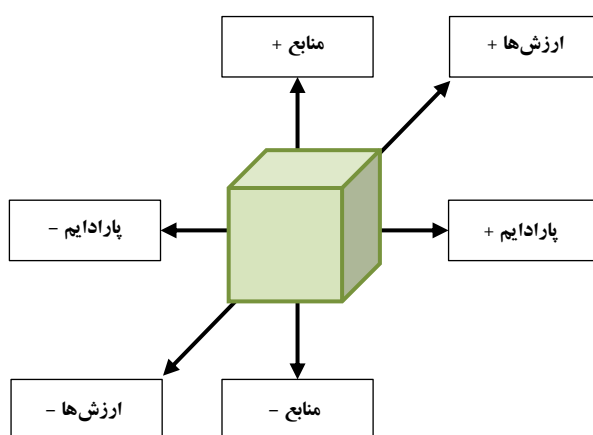 منابع +
ارزش‌ها +
پارادایم −
پارادایم +
ارزش‌ها −
منابع −